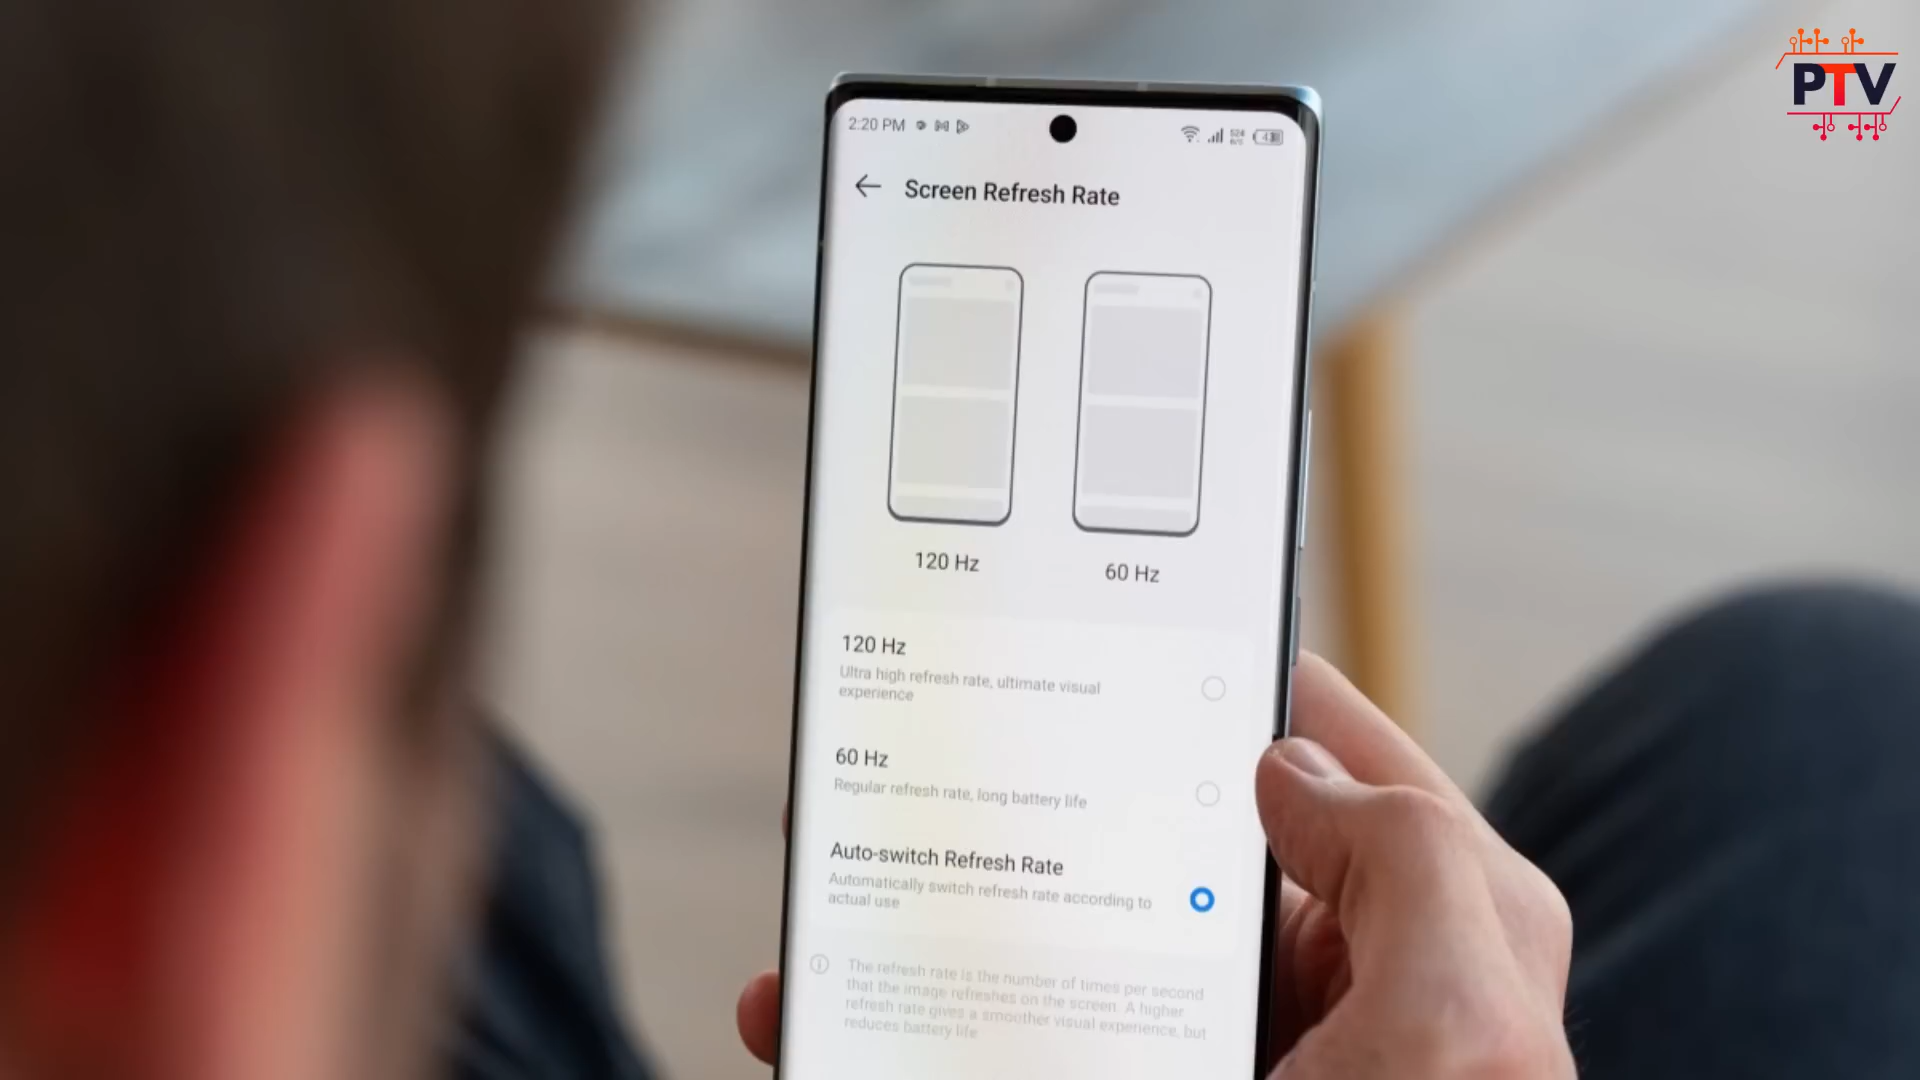 PTV
2:20 PM
Screen Refresh Rate
120 Hz
60 Hz
120 Hz
Ultra high refresh rate, ultimate visual
experience
60 Hz
Regular refresh rate, long battery life
Auto-switch Refresh Rate
Automatically switch refresh rate according to
actual use
The refresh rate is the number of times per second
that the image refreshes on the screen. A higher
refresh rate gives a smoother visual experience, but
reduces battery life